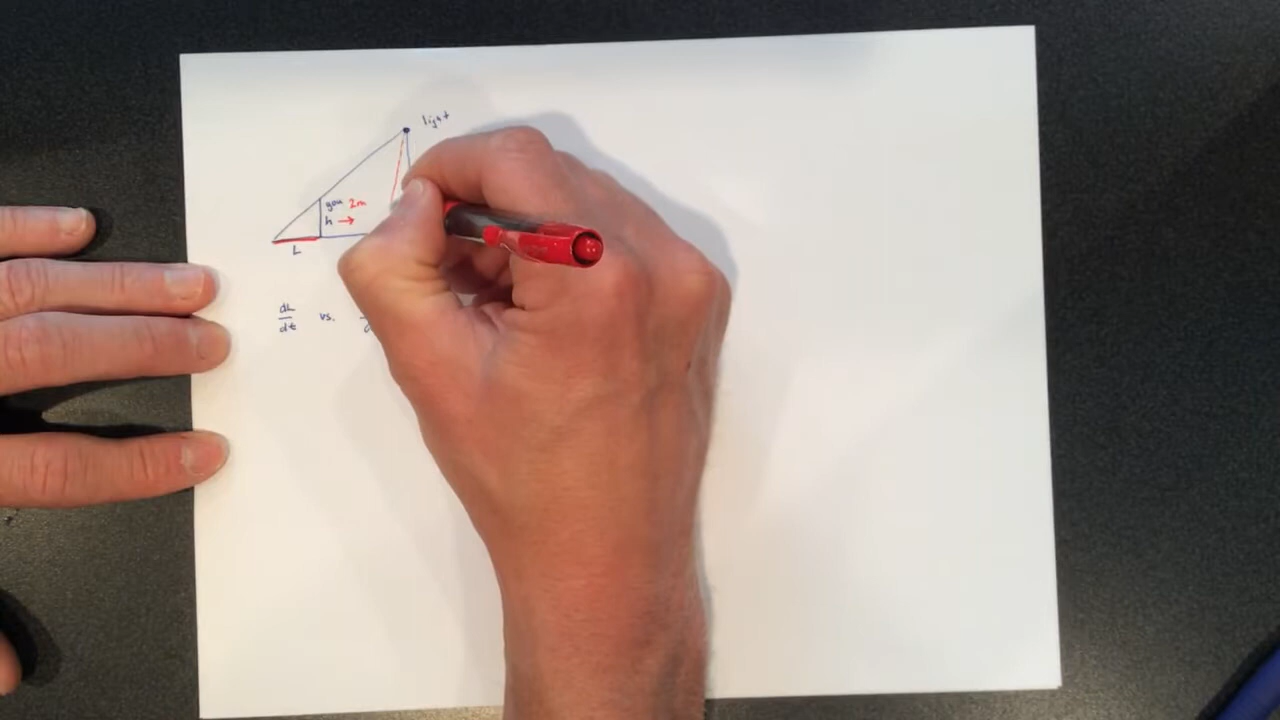 light
you 2m
h →
L
dL
dt
vs.